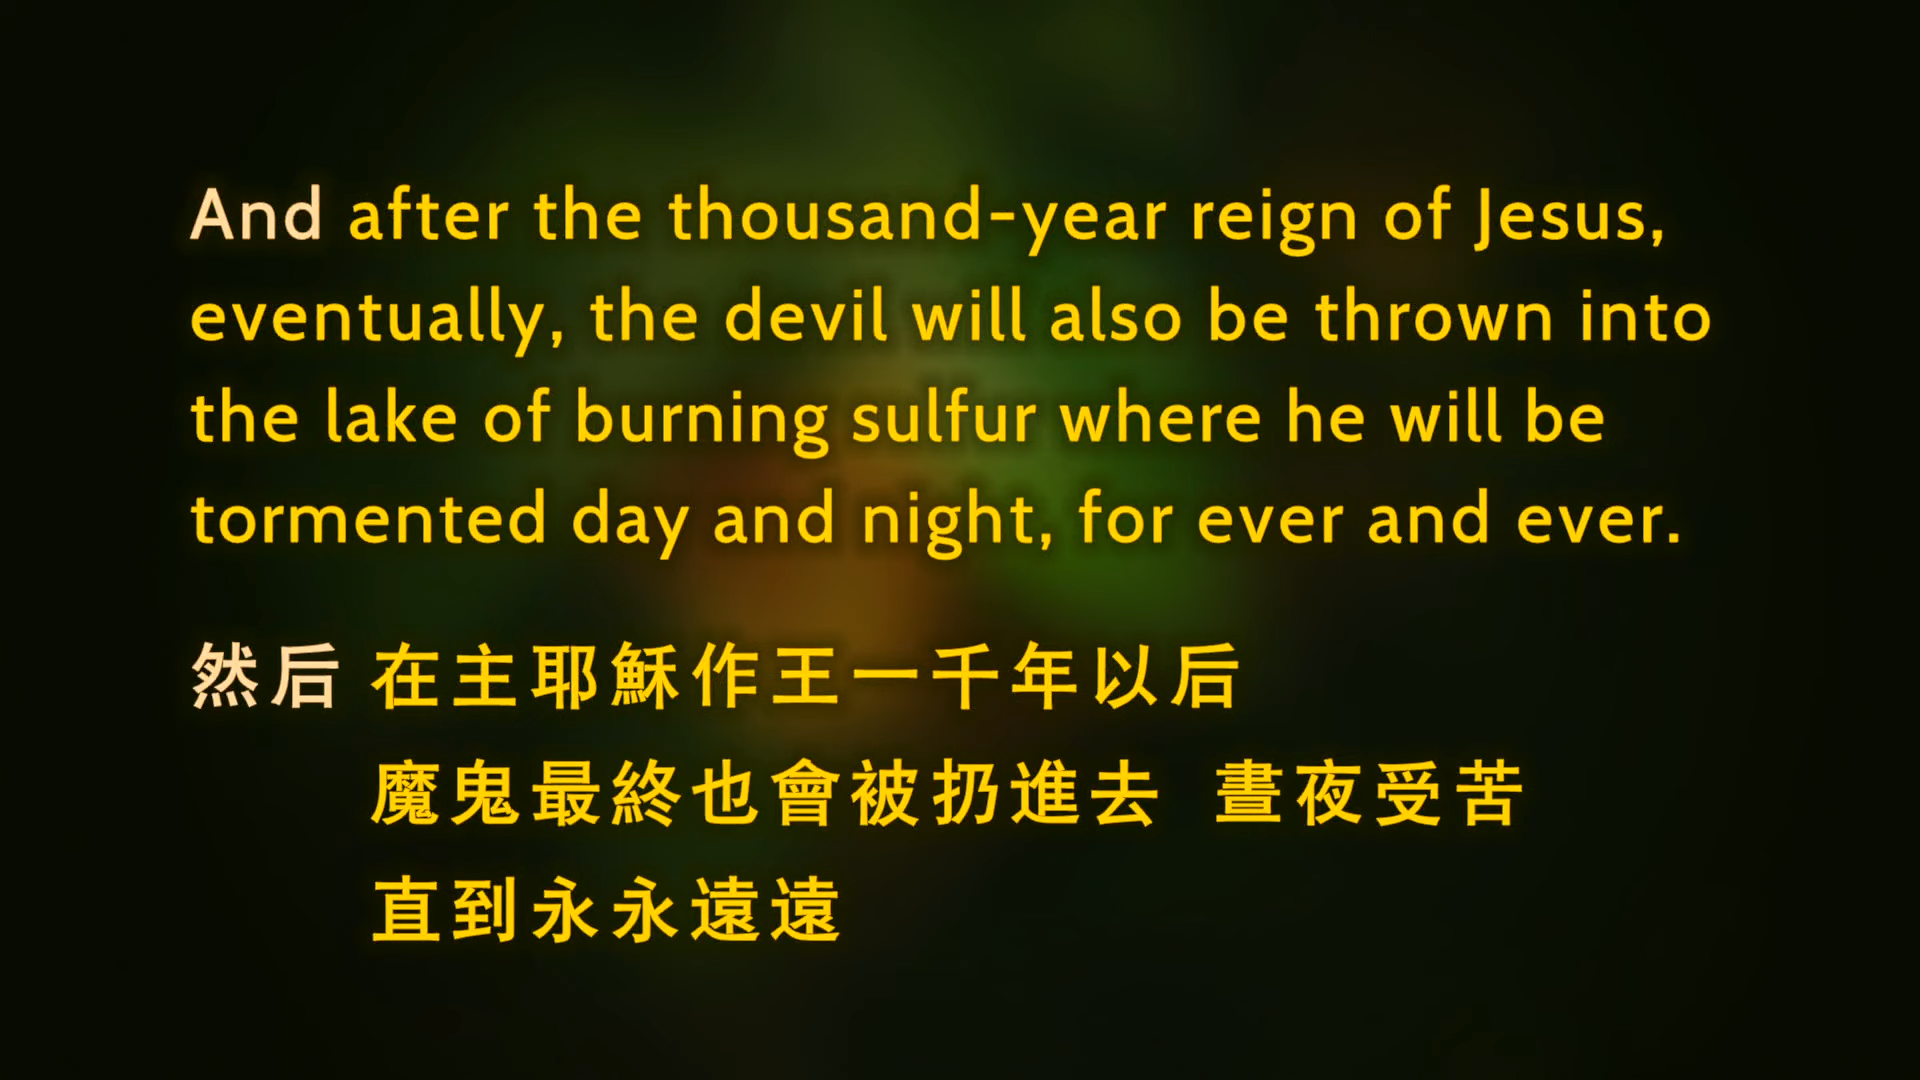 And after the thousand-year reign of Jesus,
eventually, the devil will also be thrown into
the lake of burning sulfur where he will be
tormented day and night, for ever and ever.
然后 在主耶穌作王一千年以后
魔鬼最終也會被扔進去 晝夜受苦
直到永永遠遠